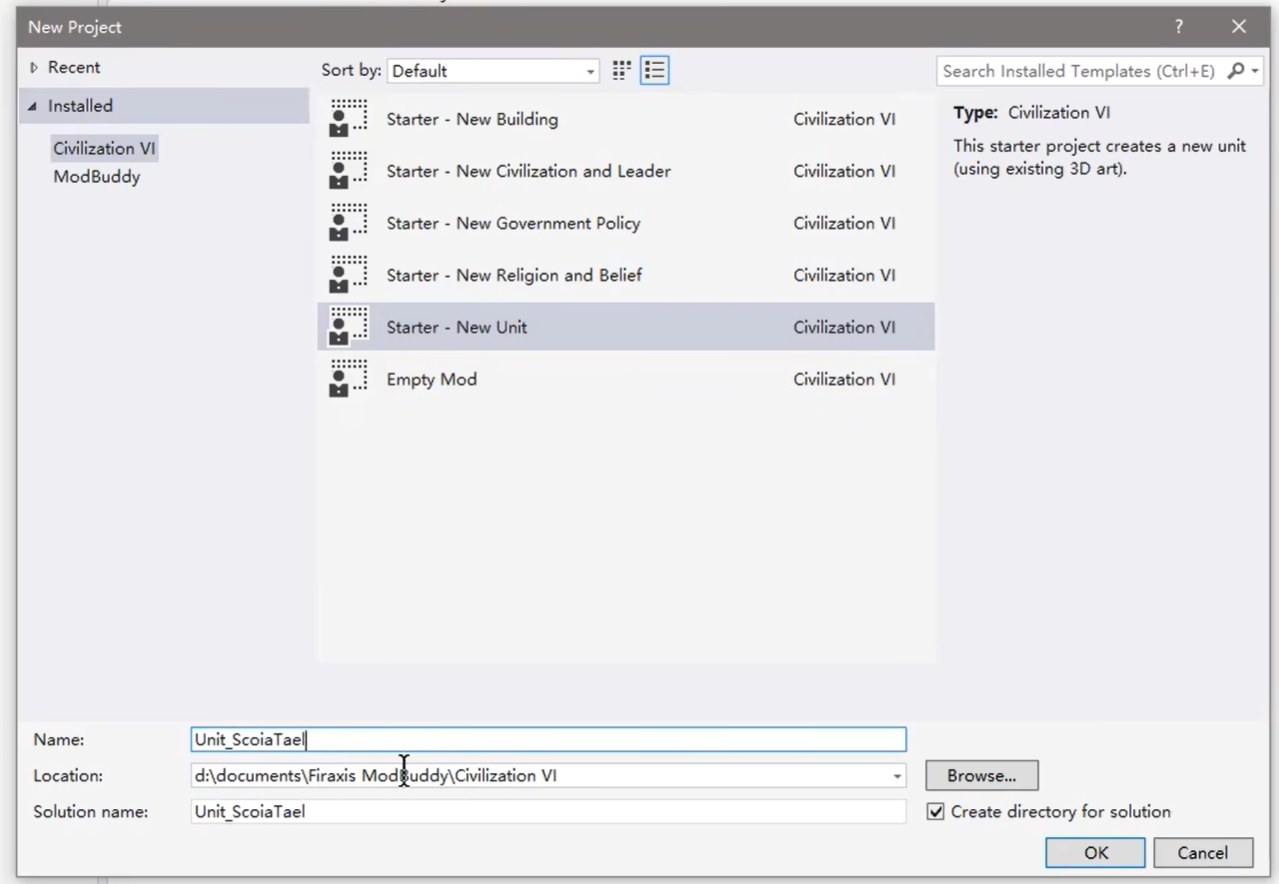 New Project
?
Recent
Installed
Civilization VI
ModBuddy
Sort by: Default
Search Installed Templates (Ctrl+E)
Starter - New Building Civilization VI
Starter - New Civilization and Leader Civilization VI
Starter - New Government Policy Civilization VI
Starter - New Religion and Belief Civilization VI
Starter - New Unit Civilization VI
Empty Mod Civilization VI
Type: Civilization VI
This starter project creates a new unit
(using existing 3D art).
Name: Unit_ScoiaTael
Location: d:\documents\Firaxis ModBuddy\Civilization VI Browse...
Solution name: Unit_ScoiaTael Create directory for solution
OK Cancel